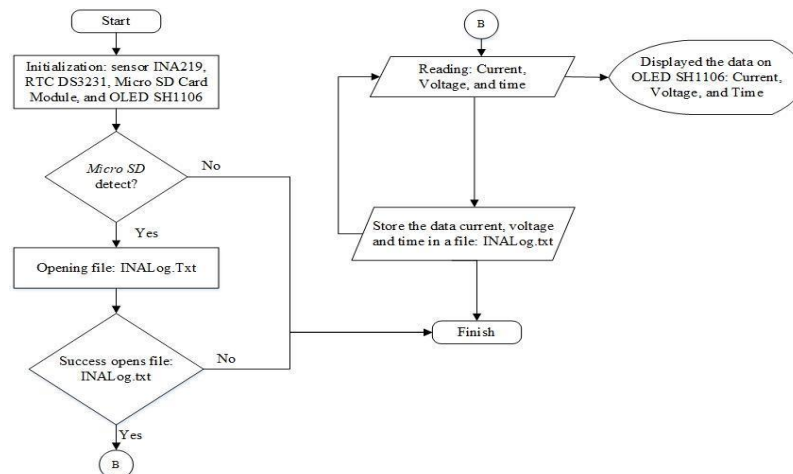 Start
Initialization: sensor INA219,
RTC DS3231, Micro SD Card
Module, and OLED SH1106
Micro SD
detect?
No
Yes
Opening file: INALog.Txt
Success opens file:
INALog.txt
No
Yes
B
B
Reading: Current,
Voltage, and time
Displayed the data on
OLED SH1106: Current,
Voltage, and Time
Store the data current, voltage
and time in a file: INALog.txt
Finish